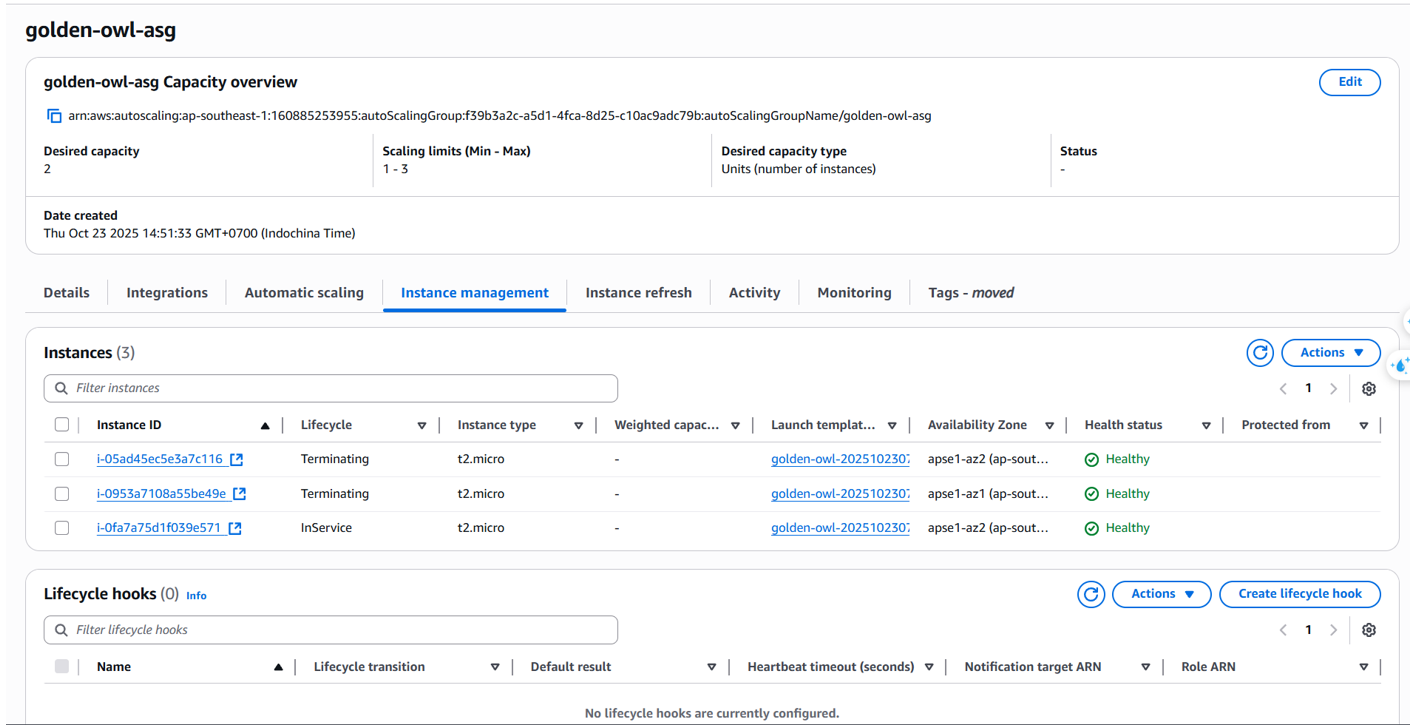 golden-owl-asg
golden-owl-asg Capacity overview
Edit
arn:aws:autoscaling:ap-southeast-1:160885253955:autoScalingGroup:f39b3a2c-a5d1-4fca-8d25-c10ac9adc79b:autoScalingGroupName/golden-owl-asg
Desired capacity Scaling limits (Min - Max) Desired capacity type Status
2 1 - 3 Units (number of instances) -
Date created
Thu Oct 23 2025 14:51:33 GMT+0700 (Indochina Time)
Details Integrations Automatic scaling Instance management Instance refresh Activity Monitoring Tags - moved
Instances (3) Actions
Filter instances 1
Instance ID Lifecycle Instance type Weighted capac... Launch templat... Availability Zone Health status Protected from
i-05ad45ec5e3a7c116 Terminating t2.micro - golden-owl-2025102307 apse1-az2 (ap-sout... Healthy
i-0953a7108a55be49e Terminating t2.micro - golden-owl-2025102307 apse1-az1 (ap-sout... Healthy
i-0fa7a75d1f039e571 InService t2.micro - golden-owl-2025102307 apse1-az2 (ap-sout... Healthy
Lifecycle hooks (0) Info Actions Create lifecycle hook
Filter lifecycle hooks 1
Name Lifecycle transition Default result Heartbeat timeout (seconds) Notification target ARN Role ARN
No lifecycle hooks are currently configured.